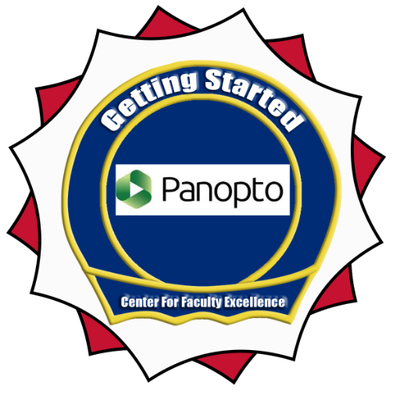 Getting Started
Panopto
Center For Faculty Excellence